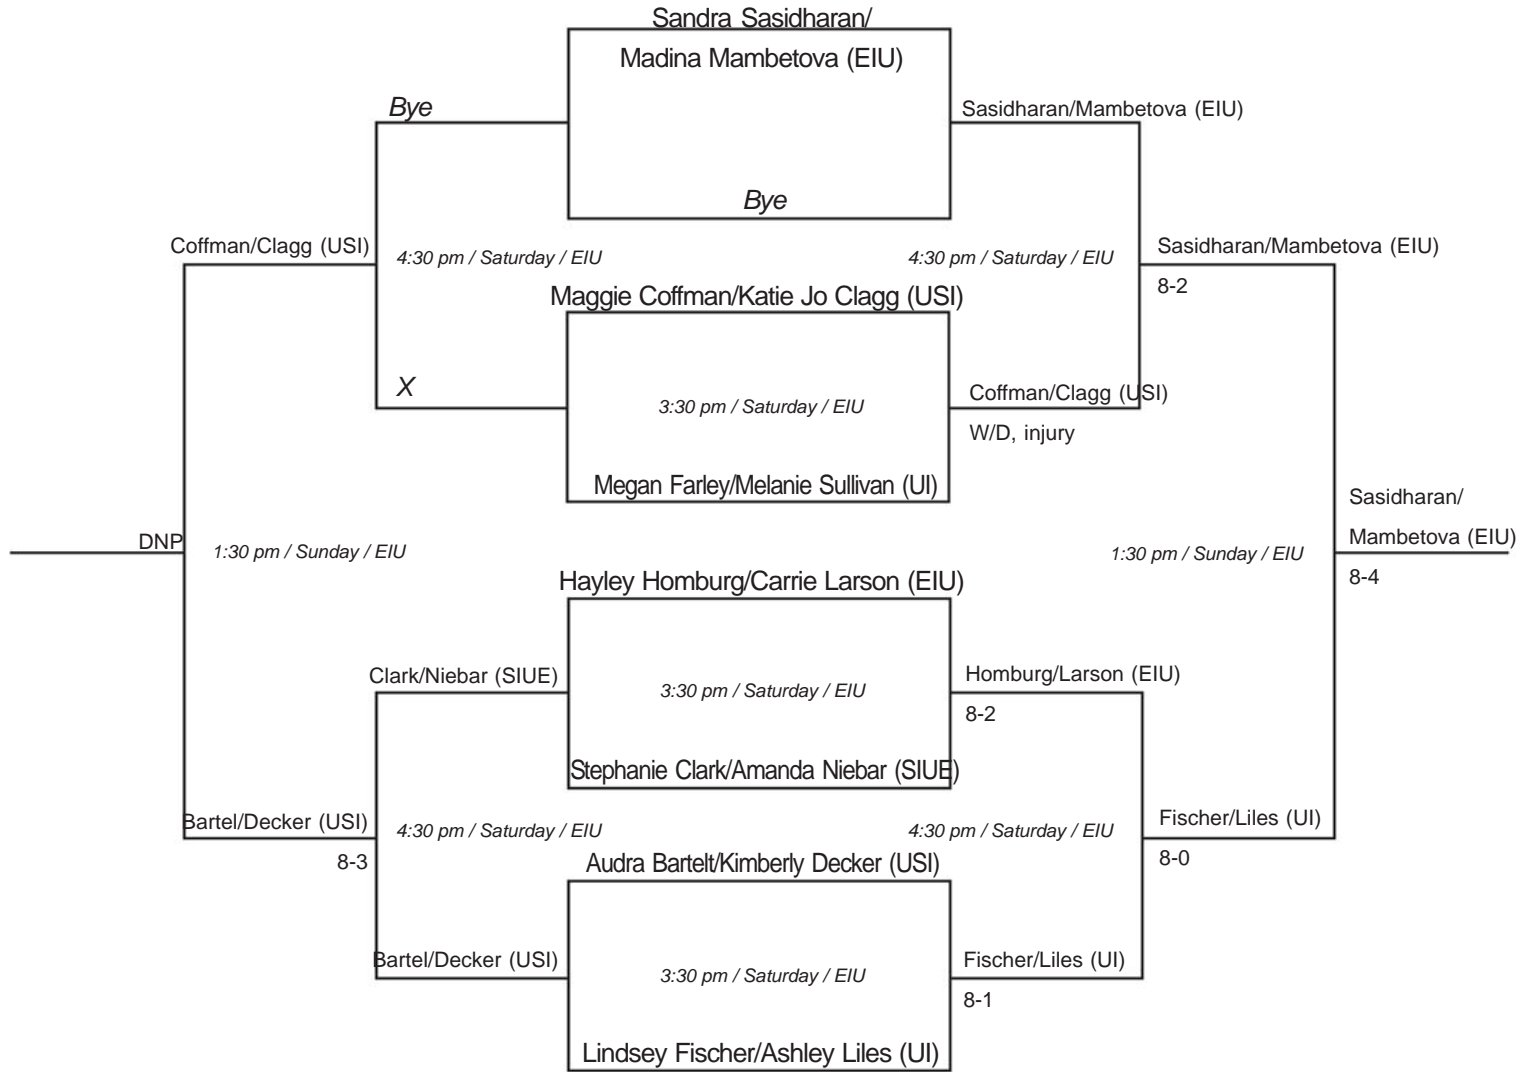 Sandra Sasidharan/
Madina Mambetova (EIU)
Bye
Sasidharan/Mambetova (EIU)
Bye
Coffman/Clagg (USI)
4:30 pm / Saturday / EIU
4:30 pm / Saturday / EIU
Sasidharan/Mambetova (EIU)
8-2
Maggie Coffman/Katie Jo Clagg (USI)
X
3:30 pm / Saturday / EIU
Coffman/Clagg (USI)
W/D, injury
Megan Farley/Melanie Sullivan (UI)
Sasidharan/
Mambetova (EIU)
8-4
DNP
1:30 pm / Sunday / EIU
1:30 pm / Sunday / EIU
Hayley Homburg/Carrie Larson (EIU)
Clark/Niebar (SIUE)
3:30 pm / Saturday / EIU
Homburg/Larson (EIU)
8-2
Stephanie Clark/Amanda Niebar (SIUE)
Bartel/Decker (USI)
8-3
4:30 pm / Saturday / EIU
4:30 pm / Saturday / EIU
Fischer/Liles (UI)
8-0
Audra Bartelt/Kimberly Decker (USI)
Bartel/Decker (USI)
3:30 pm / Saturday / EIU
Fischer/Liles (UI)
8-1
Lindsey Fischer/Ashley Liles (UI)